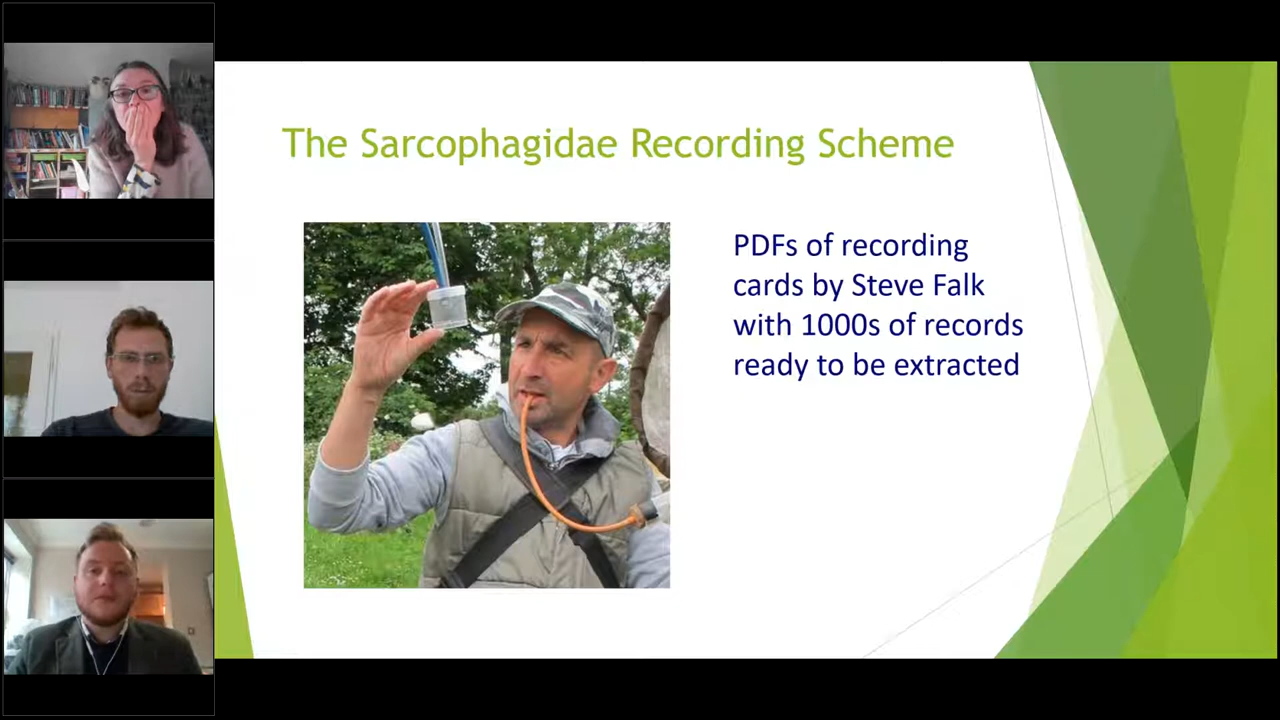 The Sarcophagidae Recording Scheme
PDFs of recording
cards by Steve Falk
with 1000s of records
ready to be extracted